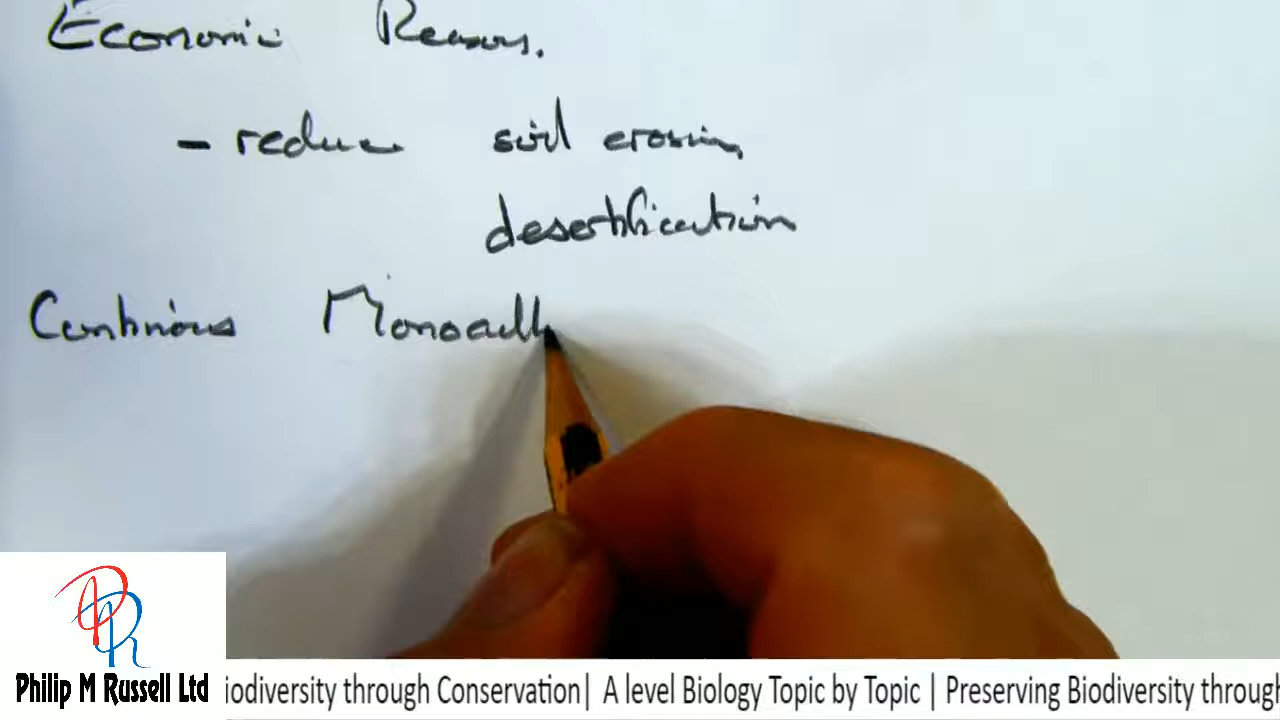 Economic Reasons.
- reduce soil erosion,
desertification
Continious Monocult
Philip M Russell Ltd
iodiversity through Conservation| A level Biology Topic by Topic | Preserving Biodiversity through